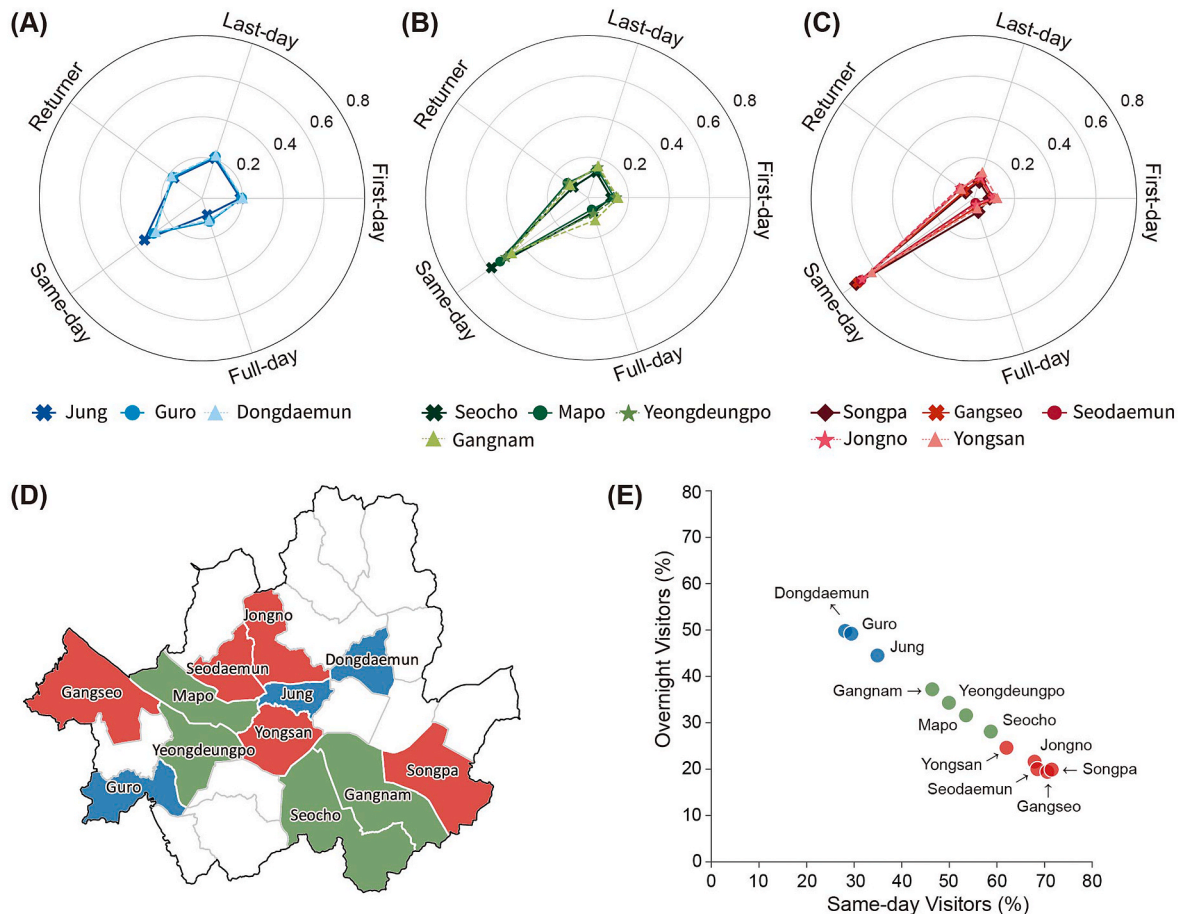 (A)
Last-day
Returner
0.8
0.6
0.4
0.2
First-day
Same-day
Full-day
Jung Guro Dongdaemun
(B)
Last-day
Returner
0.8
0.6
0.4
0.2
First-day
Same-day
Full-day
Seocho Mapo Yeongdeungpo
Gangnam
(C)
Last-day
Returner
0.8
0.6
0.4
0.2
First-day
Same-day
Full-day
Songpa Gangseo Seodaemun
Jongno Yongsan
(D)
Jongno
Seodaemun
Dongdaemun
Gangseo
Mapo
Jung
Yongsan
Yeongdeungpo
Songpa
Guro
Gangnam
Seocho
(E)
Overnight Visitors (%)
80
70
60
50
40
30
20
10
0
Dongdaemun
Guro
Jung
Gangnam
Yeongdeungpo
Mapo
Seocho
Yongsan
Jongno
Songpa
Seodaemun
Gangseo
0 10 20 30 40 50 60 70 80
Same-day Visitors (%)